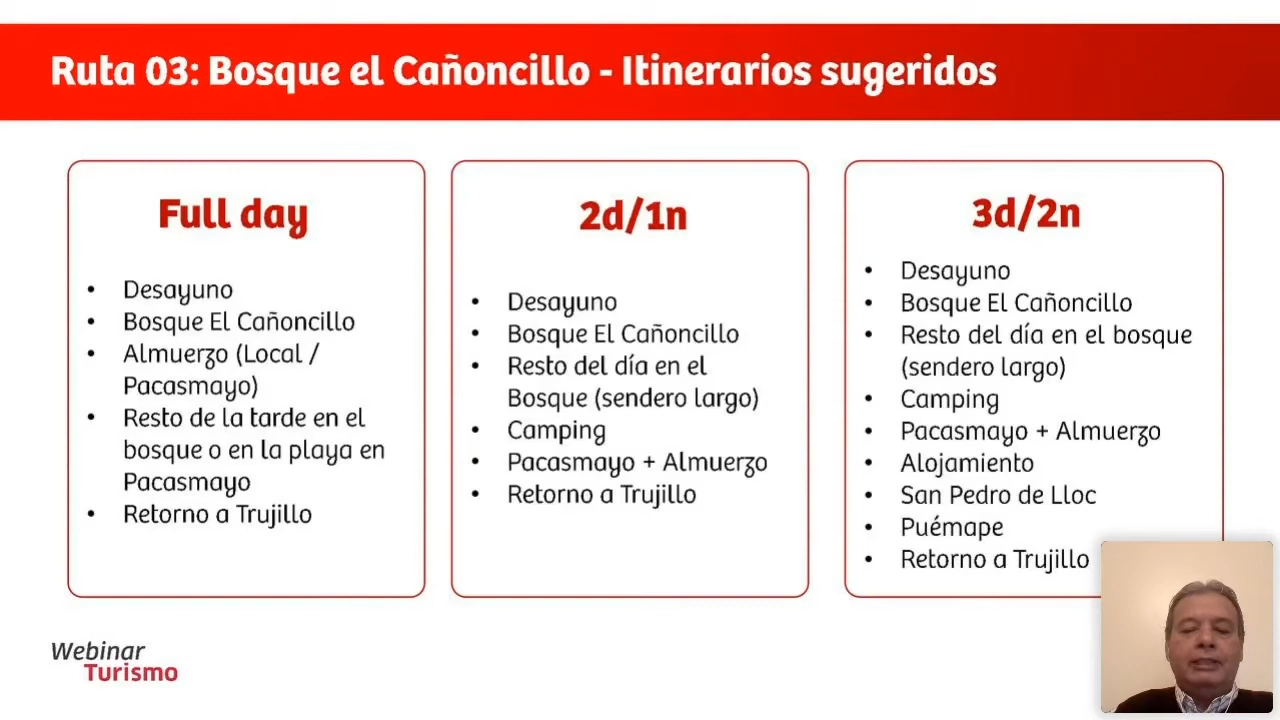 Ruta 03: Bosque el Cañoncillo - Itinerarios sugeridos
Full day
• Desayuno
• Bosque El Cañoncillo
• Almuerzo (Local /
Pacasmayo)
• Resto de la tarde en el
bosque o en la playa en
Pacasmayo
• Retorno a Trujillo
2d/1n
• Desayuno
• Bosque El Cañoncillo
• Resto del día en el
Bosque (sendero largo)
• Camping
• Pacasmayo + Almuerzo
• Retorno a Trujillo
3d/2n
• Desayuno
• Bosque El Cañoncillo
• Resto del día en el bosque
(sendero largo)
• Camping
• Pacasmayo + Almuerzo
• Alojamiento
• San Pedro de Lloc
• Puémape
• Retorno a Trujillo
Webinar
Turismo